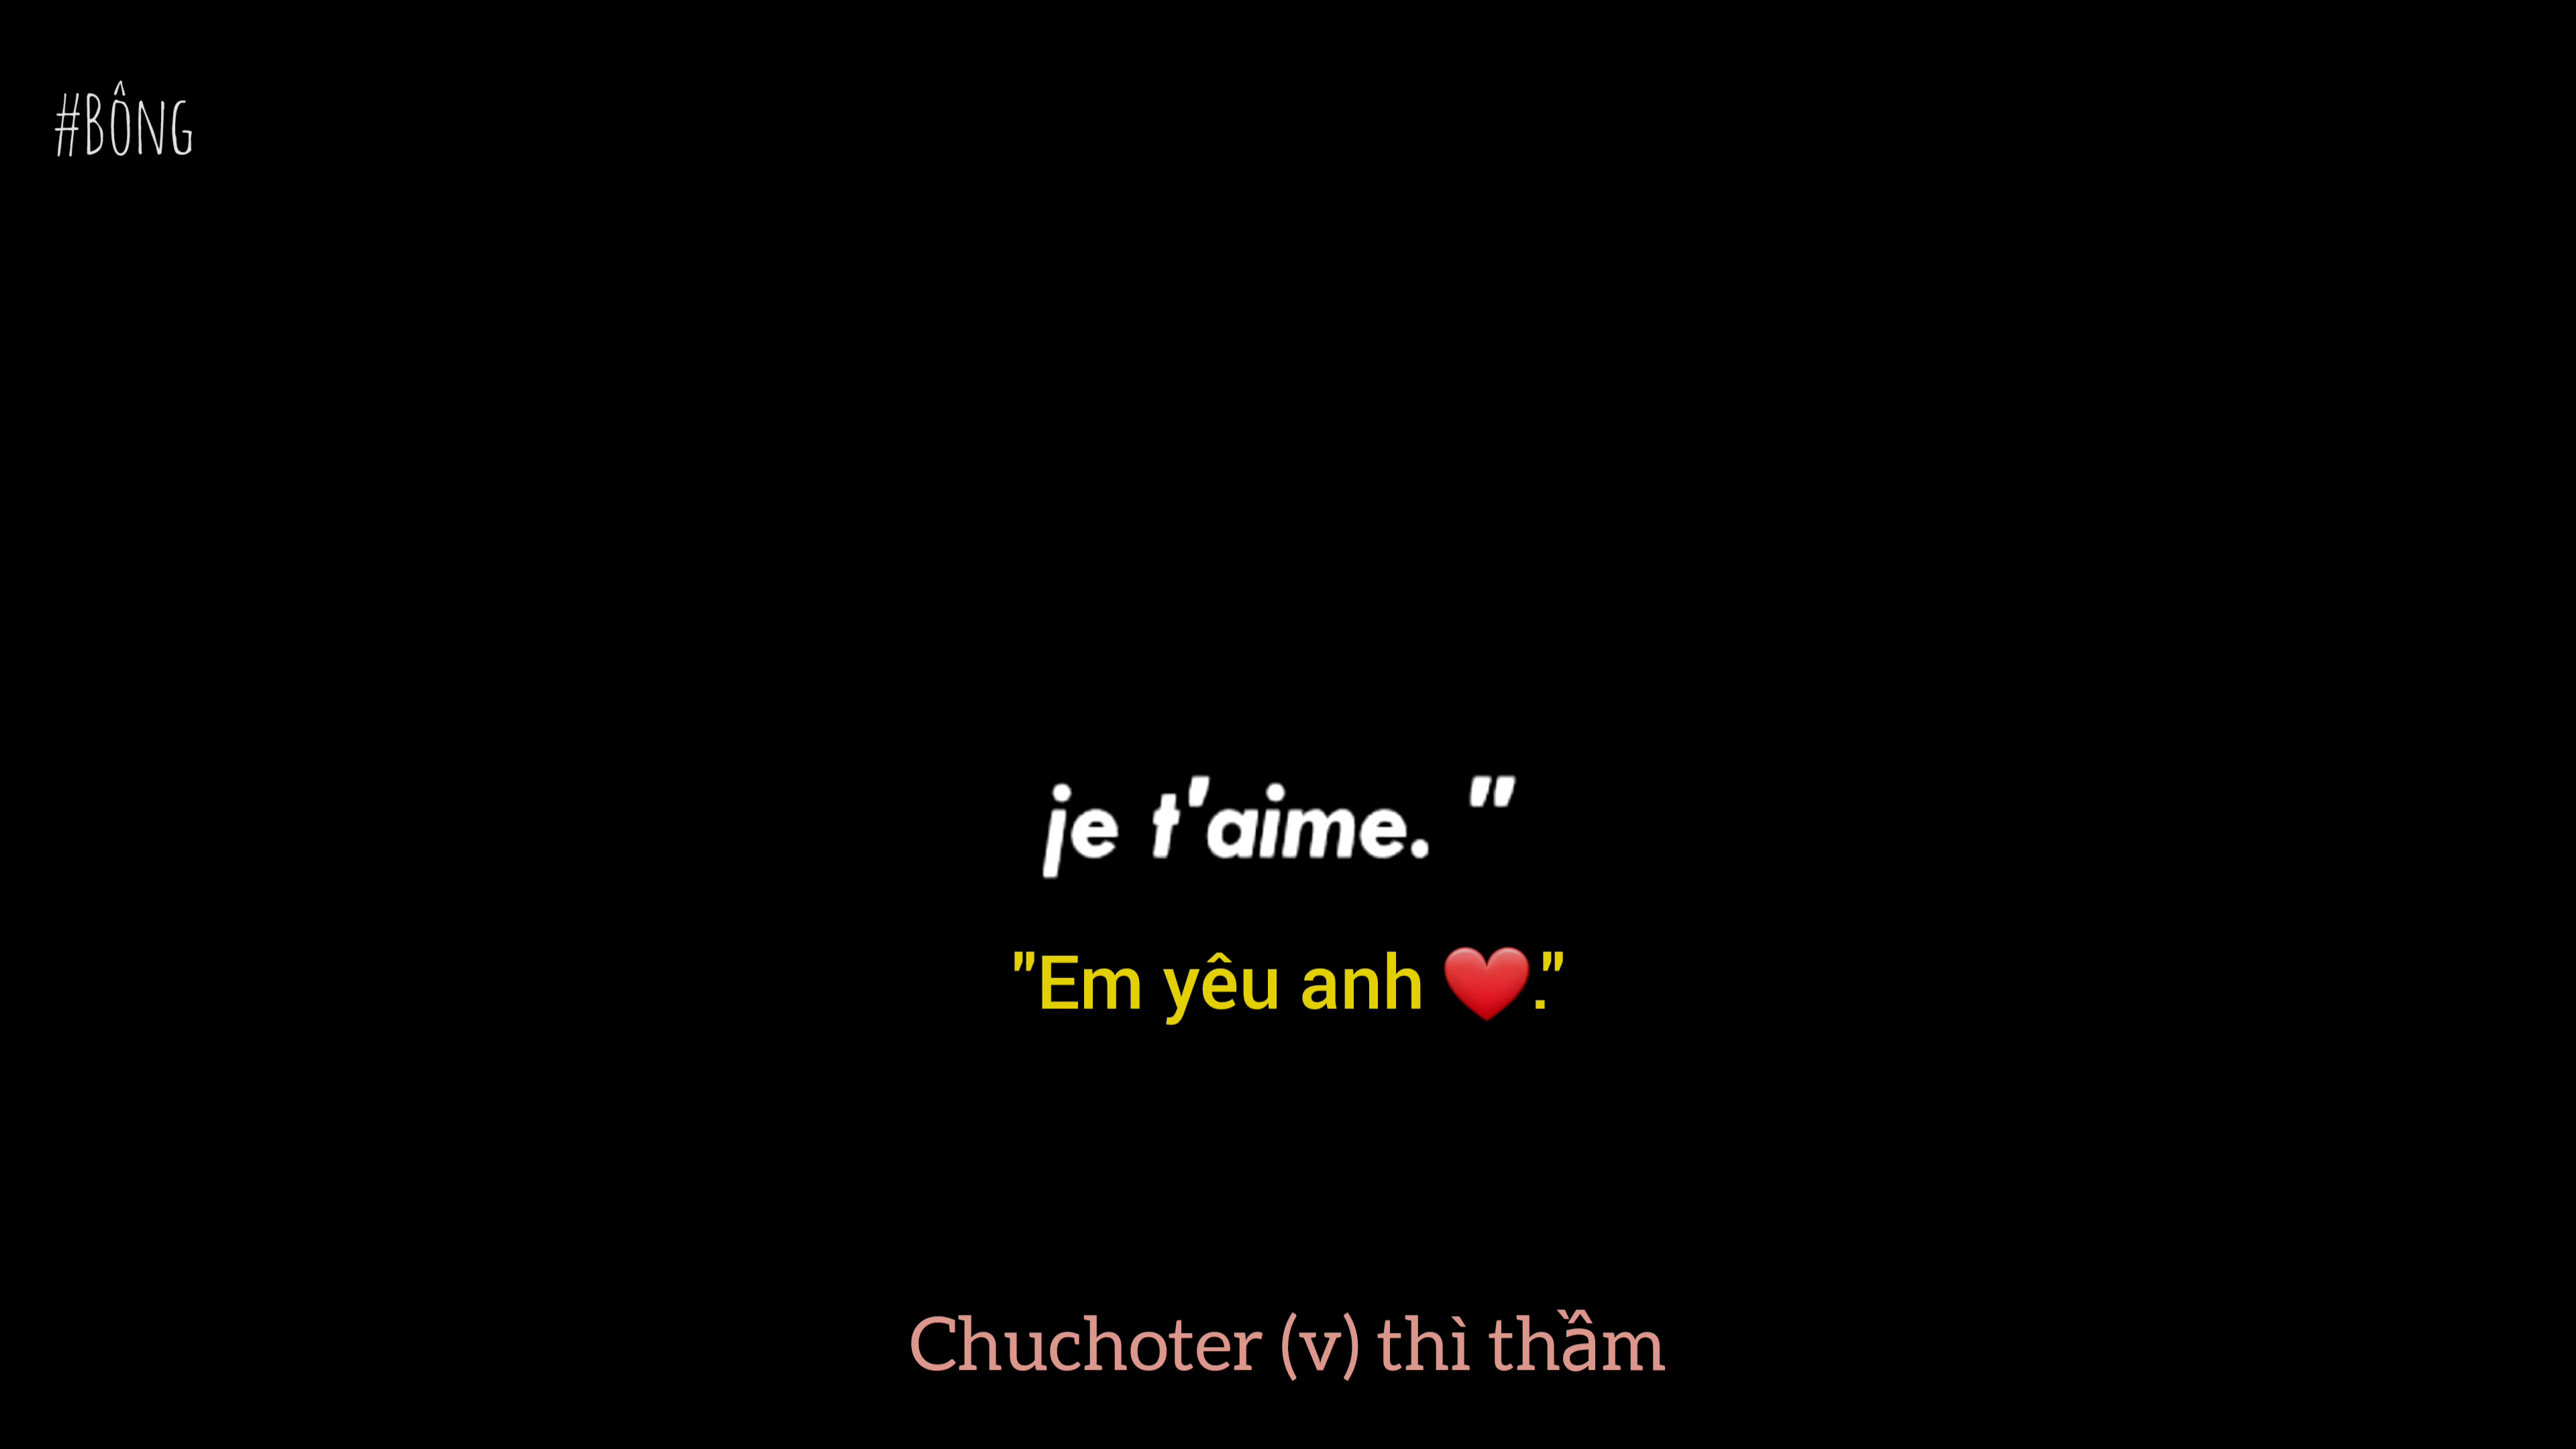 #BÔNG
je t'aime. "
"Em yêu anh ❤️."
Chuchoter (v) thì thầm